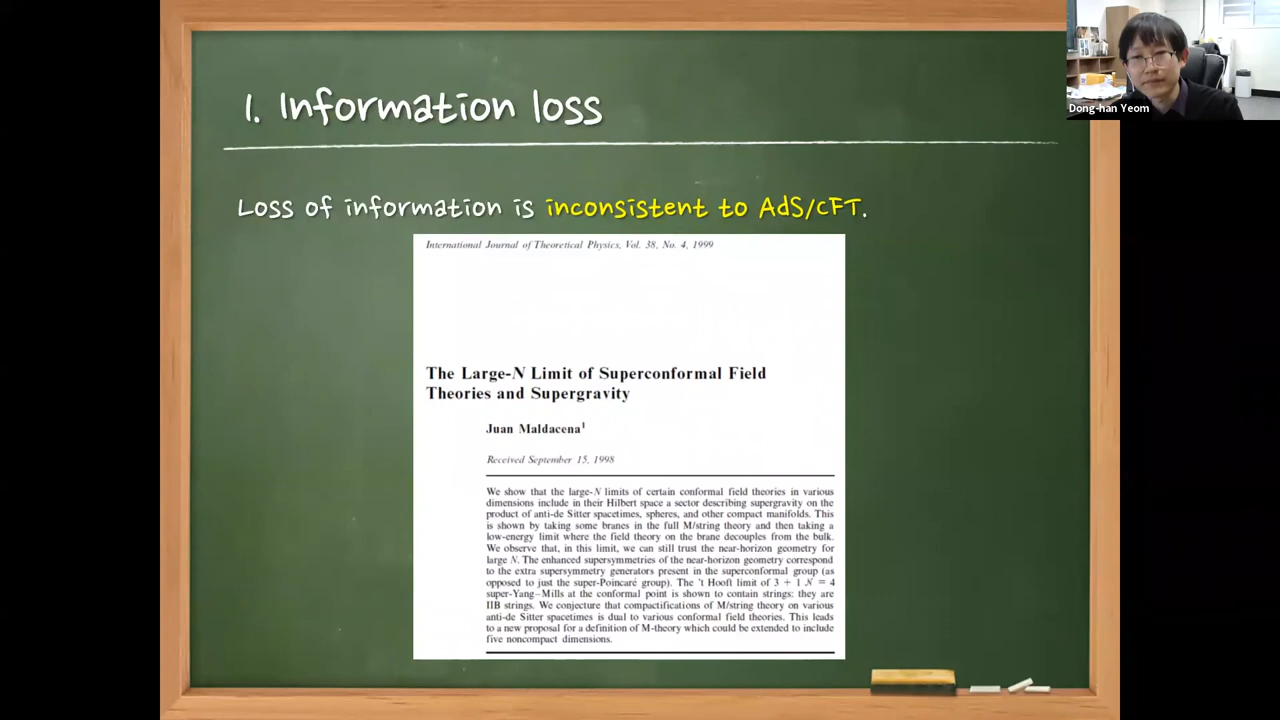 1. Information loss
Dong-han Yeom
Loss of information is inconsistent to AdS/CFT.
International Journal of Theoretical Physics, Vol. 38, No. 4, 1999
The Large-N Limit of Superconformal Field
Theories and Supergravity
Juan Maldacena1
Received September 15, 1998
We show that the large-N limits of certain conformal field theories in various
dimensions include in their Hilbert space a sector describing supergravity on the
product of anti-de Sitter spacetimes, spheres, and other compact manifolds. This
is shown by taking some branes in the full M/string theory and then taking a
low-energy limit where the field theory on the brane decouples from the bulk.
We observe that, in this limit, we can still trust the near-horizon geometry for
large N. The enhanced supersymmetries of the near-horizon geometry correspond
to the extra supersymmetry generators present in the superconformal group (as
opposed to just the super-Poincaré group). The 't Hooft limit of 3 + 1 N = 4
super-Yang–Mills at the conformal point is shown to contain strings: they are
IIB strings. We conjecture that compactifications of M/string theory on various
anti-de Sitter spacetimes is dual to various conformal field theories. This leads
to a new proposal for a definition of M-theory which could be extended to include
five noncompact dimensions.